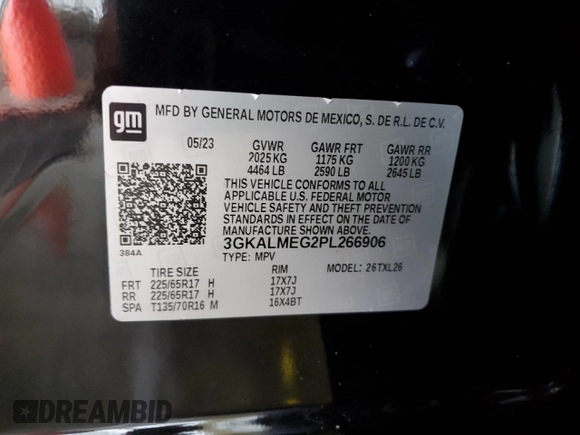 gm
MFD BY GENERAL MOTORS DE MEXICO, S. DE R.L. DE C.V.
05/23 GVWR GAWR FRT GAWR RR
2025 KG 1175 KG 1200 KG
4464 LB 2590 LB 2645 LB
THIS VEHICLE CONFORMS TO ALL
APPLICABLE U.S. FEDERAL MOTOR
VEHICLE SAFETY AND THEFT
PREVENTION STANDARDS IN EFFECT
ON THE DATE OF MANUFACTURE
SHOWN ABOVE.
3GKALMEG2PL266906
384A
TYPE: MPV MODEL: 26TXL26
TIRE SIZE RIM
FRT 225/65R17 H 17X7J
RR 225/65R17 H 17X7J
SPA T135/70R16 M 16X4BT
DREAMBID